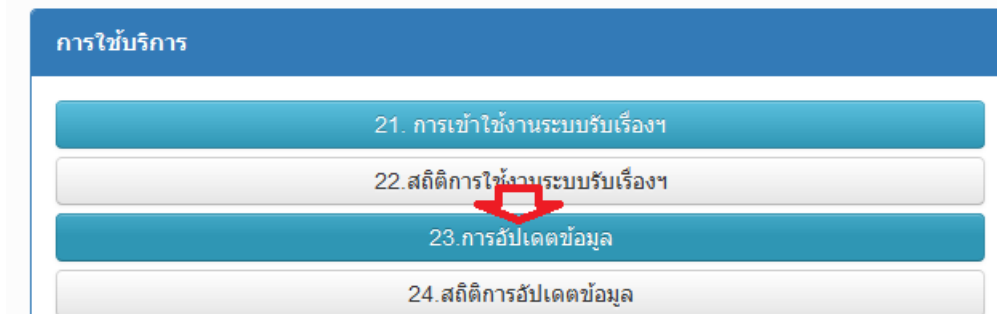 การใช้บริการ
21. การเข้าใช้งานระบบรับเรื่องฯ
22.สถิติการใช้งานระบบรับเรื่องฯ
23.การอัปเดตข้อมูล
24.สถิติการอัปเดตข้อมูล